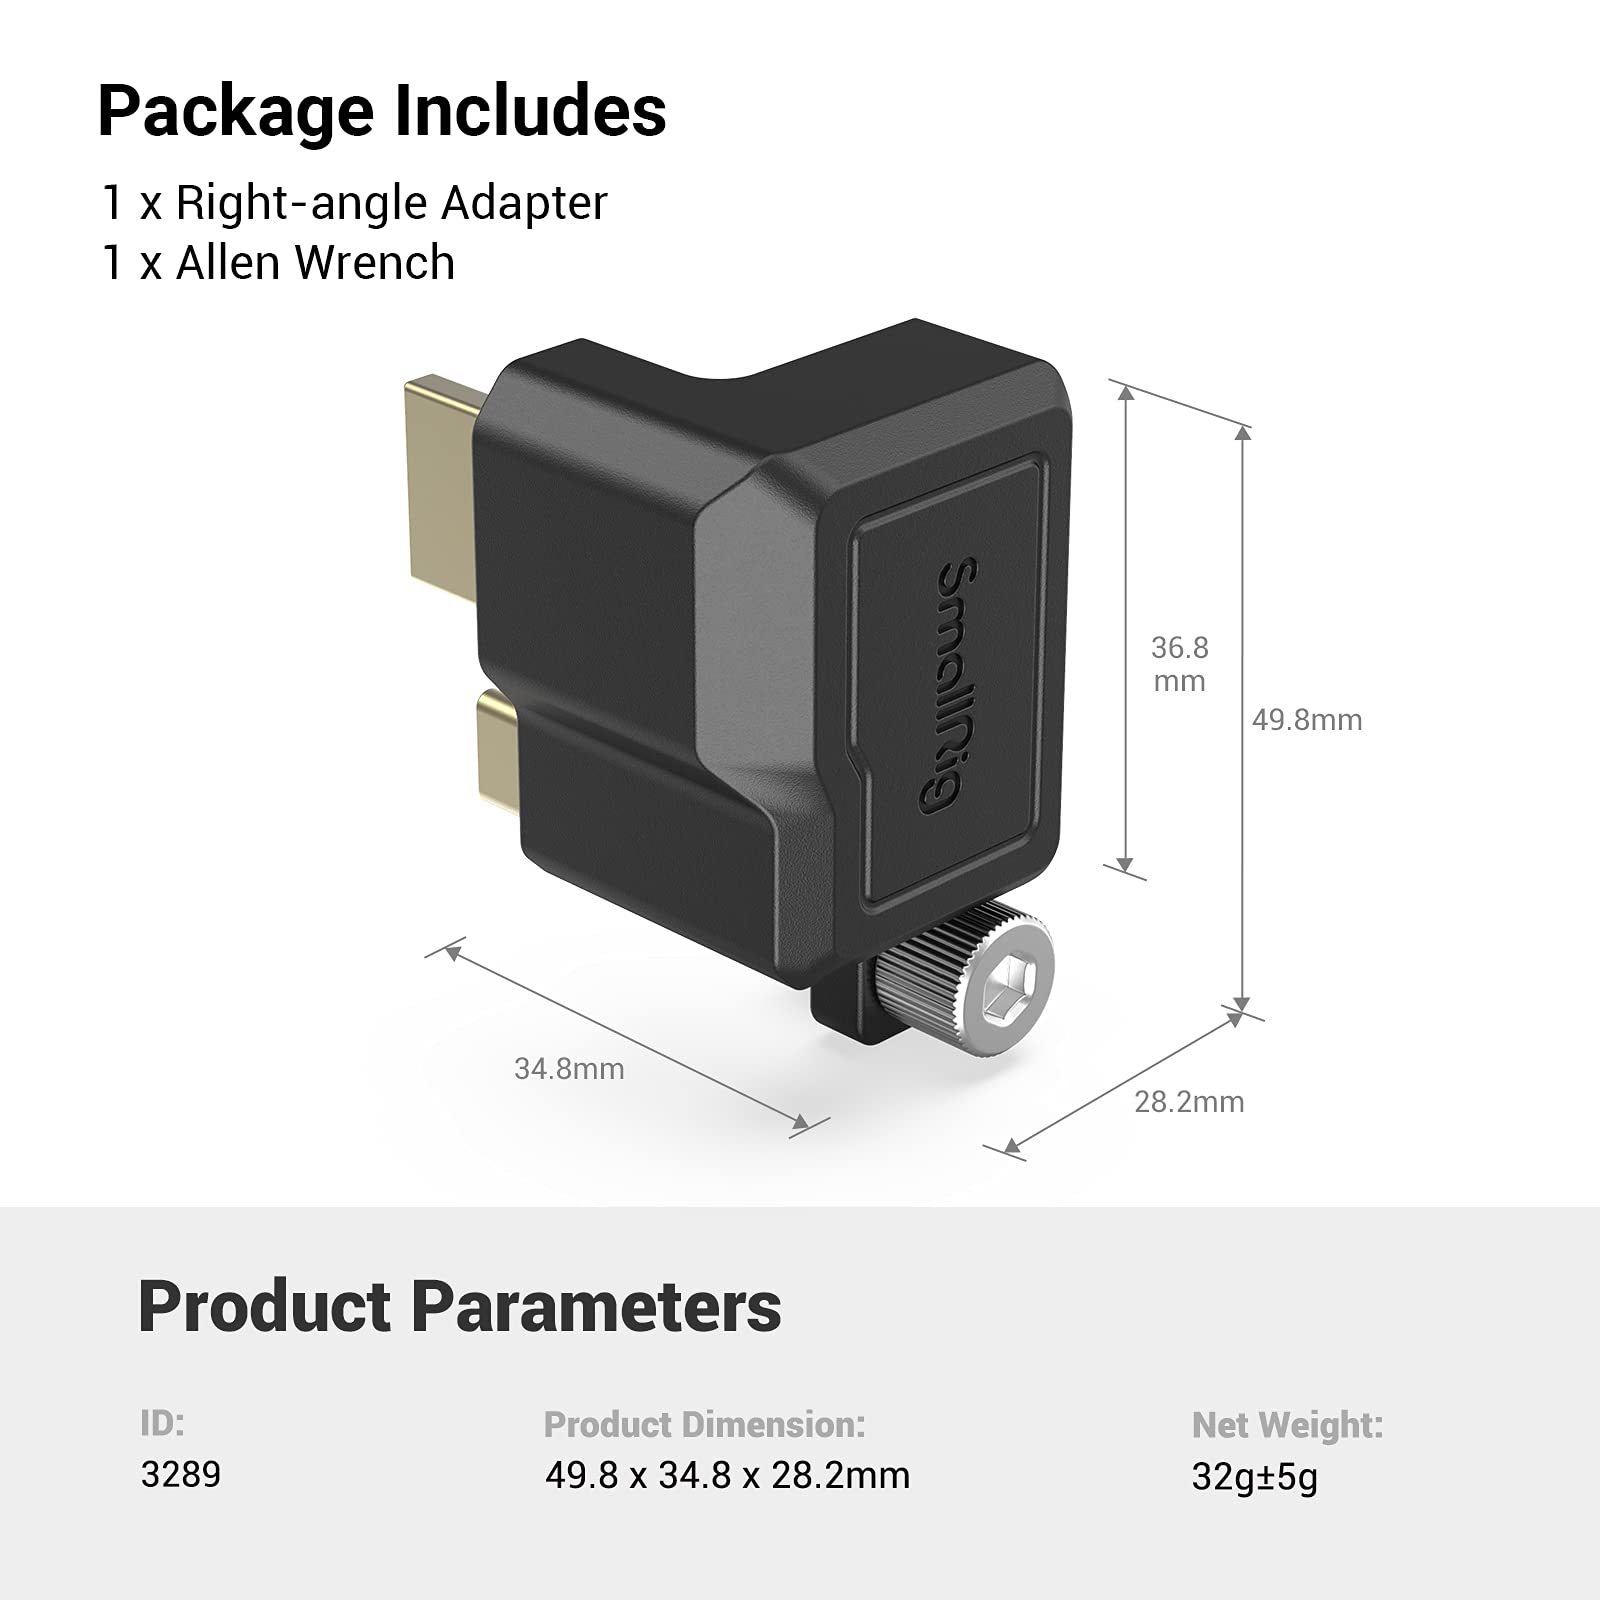 Package Includes
1 x Right-angle Adapter
1 x Allen Wrench
SmallRig
36.8
mm
49.8mm
34.8mm
28.2mm
Product Parameters
ID:
Product Dimension:
Net Weight:
3289
49.8 x 34.8 x 28.2mm
32g±5g